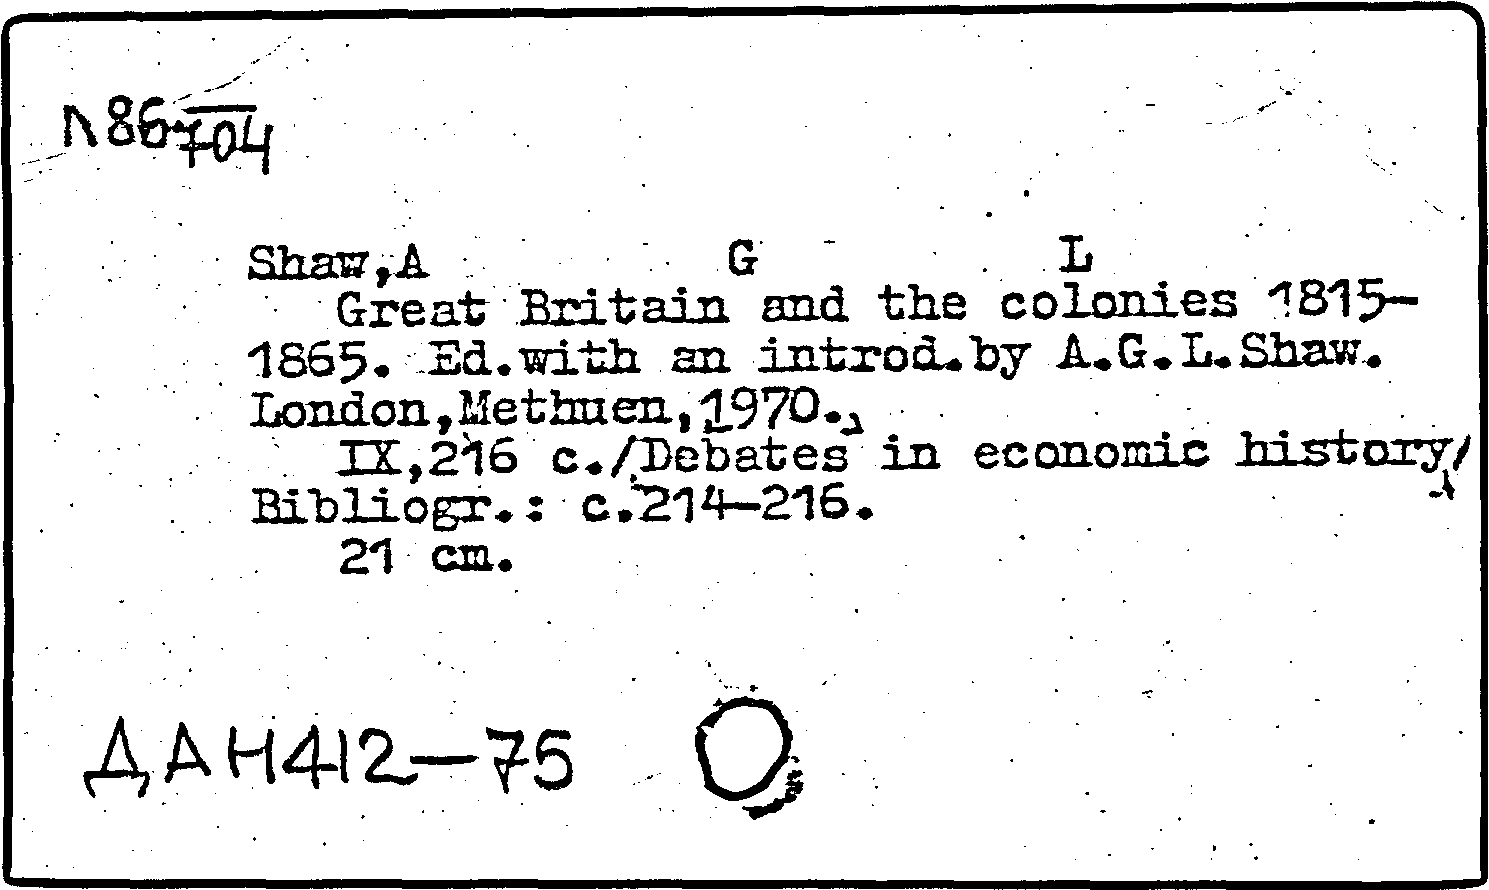 Л86-704
Shaw,A G L
Great Britain and the colonies 1815-
1865. Ed.with an introd.by A.G.L.Shaw.
London,Methuen,1970.
IX,216 c./Debates in economic history/
Bibliogr.: c.214-216.
21 cm.
ДАН412-75